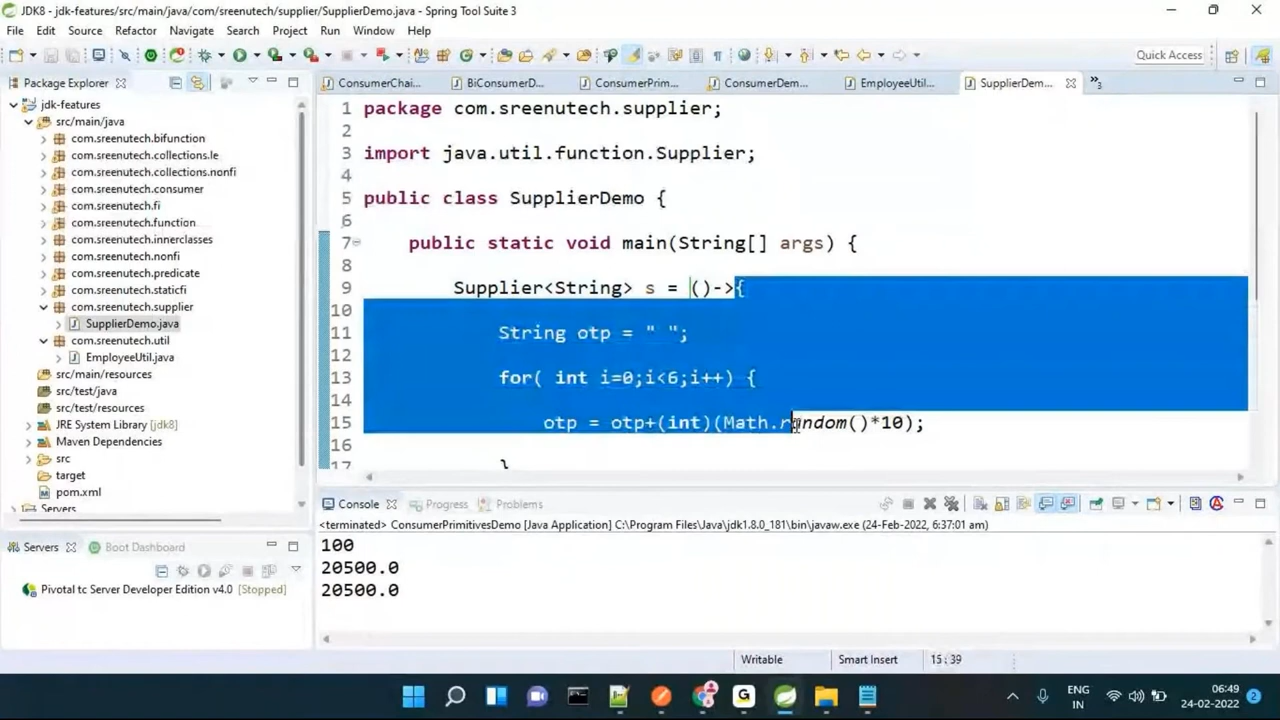 JDK8 - jdk-features/src/main/java/com/sreenutech/supplier/SupplierDemo.java - Spring Tool Suite 3
File Edit Source Refactor Navigate Search Project Run Window Help
Quick Access
Package Explorer
ConsumerChai... BiConsumerD... ConsumerPrim... ConsumerDem... EmployeeUtil... SupplierDem... »3
jdk-features
src/main/java
com.sreenutech.bifunction
com.sreenutech.collections.le
com.sreenutech.collections.nonfi
com.sreenutech.consumer
com.sreenutech.fi
com.sreenutech.function
com.sreenutech.innerclasses
com.sreenutech.nonfi
com.sreenutech.predicate
com.sreenutech.staticfi
com.sreenutech.supplier
SupplierDemo.java
com.sreenutech.util
EmployeeUtil.java
src/main/resources
src/test/java
src/test/resources
JRE System Library [jdk8]
Maven Dependencies
src
target
pom.xml
Servers
1 package com.sreenutech.supplier;
2
3 import java.util.function.Supplier;
4
5 public class SupplierDemo {
6
7 public static void main(String[] args) {
8
9 Supplier<String> s = ()->{
10
11 String otp = " ";
12
13 for( int i=0;i<6;i++) {
14
15 otp = otp+(int)(Math.random()*10);
16
17 }
Servers Boot Dashboard
Pivotal tc Server Developer Edition v4.0 [Stopped]
Console Progress Problems
<terminated> ConsumerPrimitivesDemo [Java Application] C:\Program Files\Java\jdk1.8.0_181\bin\javaw.exe (24-Feb-2022, 6:37:01 am)
100
20500.0
20500.0
Writable Smart Insert 15 : 39
ENG
IN
06:49
24-02-2022
2